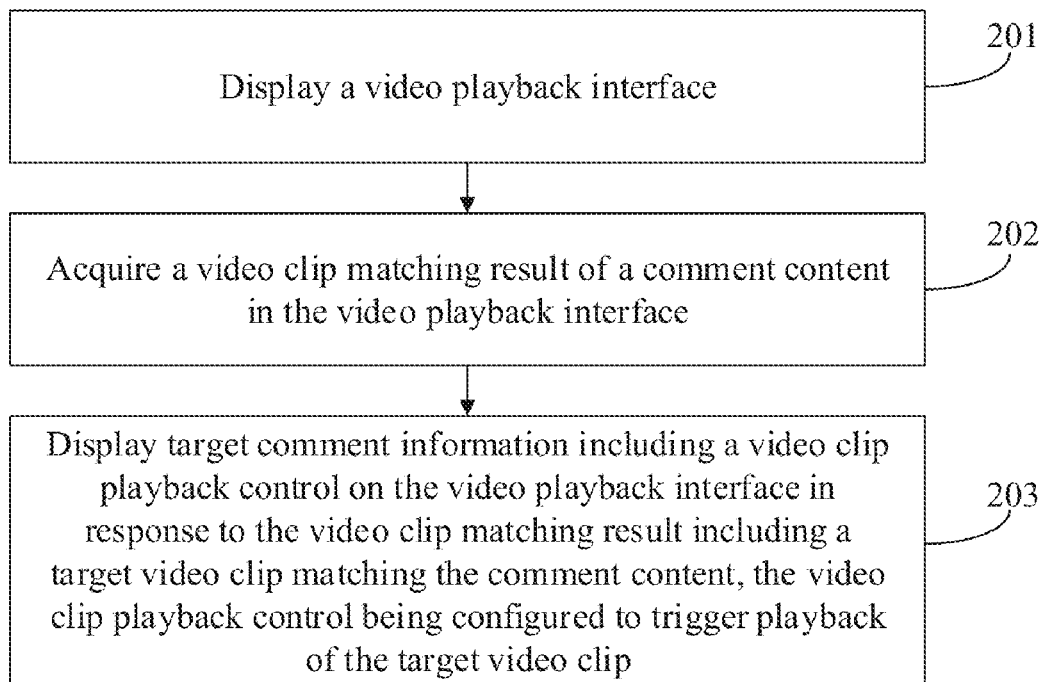 Display a video playback interface
201
Acquire a video clip matching result of a comment content
in the video playback interface
202
Display target comment information including a video clip
playback control on the video playback interface in
response to the video clip matching result including a
target video clip matching the comment content, the video
clip playback control being configured to trigger playback
of the target video clip
203